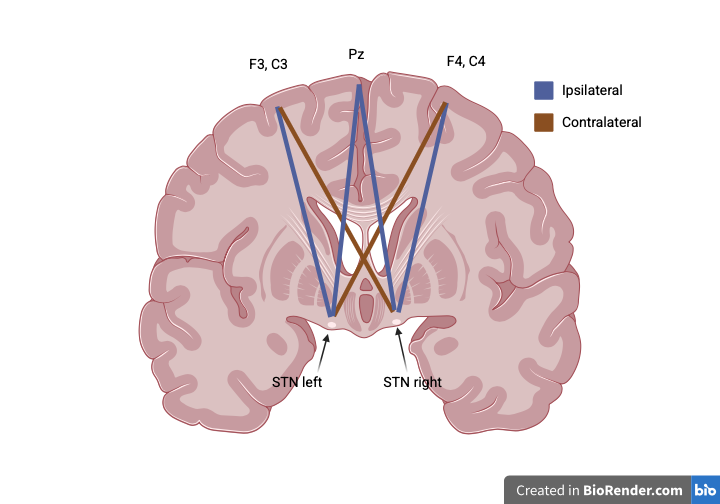 F3, C3
Pz
F4, C4
Ipsilateral
Contralateral
STN left
STN right
Created in BioRender.com
bio